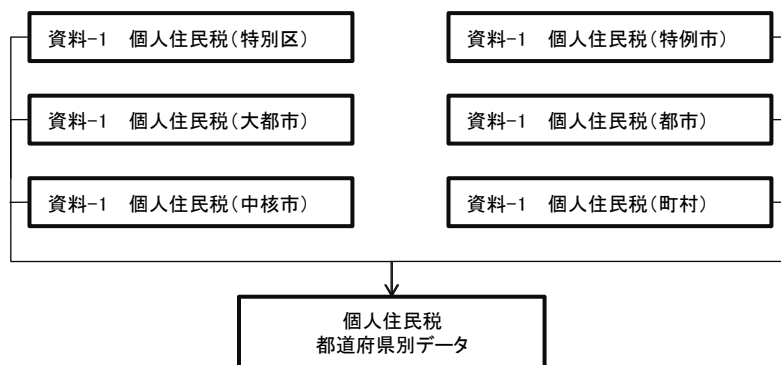 資料-1　個人住民税(特別区)
資料-1　個人住民税(特例市)
資料-1　個人住民税(大都市)
資料-1　個人住民税(都市)
資料-1　個人住民税(中核市)
資料-1　個人住民税(町村)
個人住民税
都道府県別データ